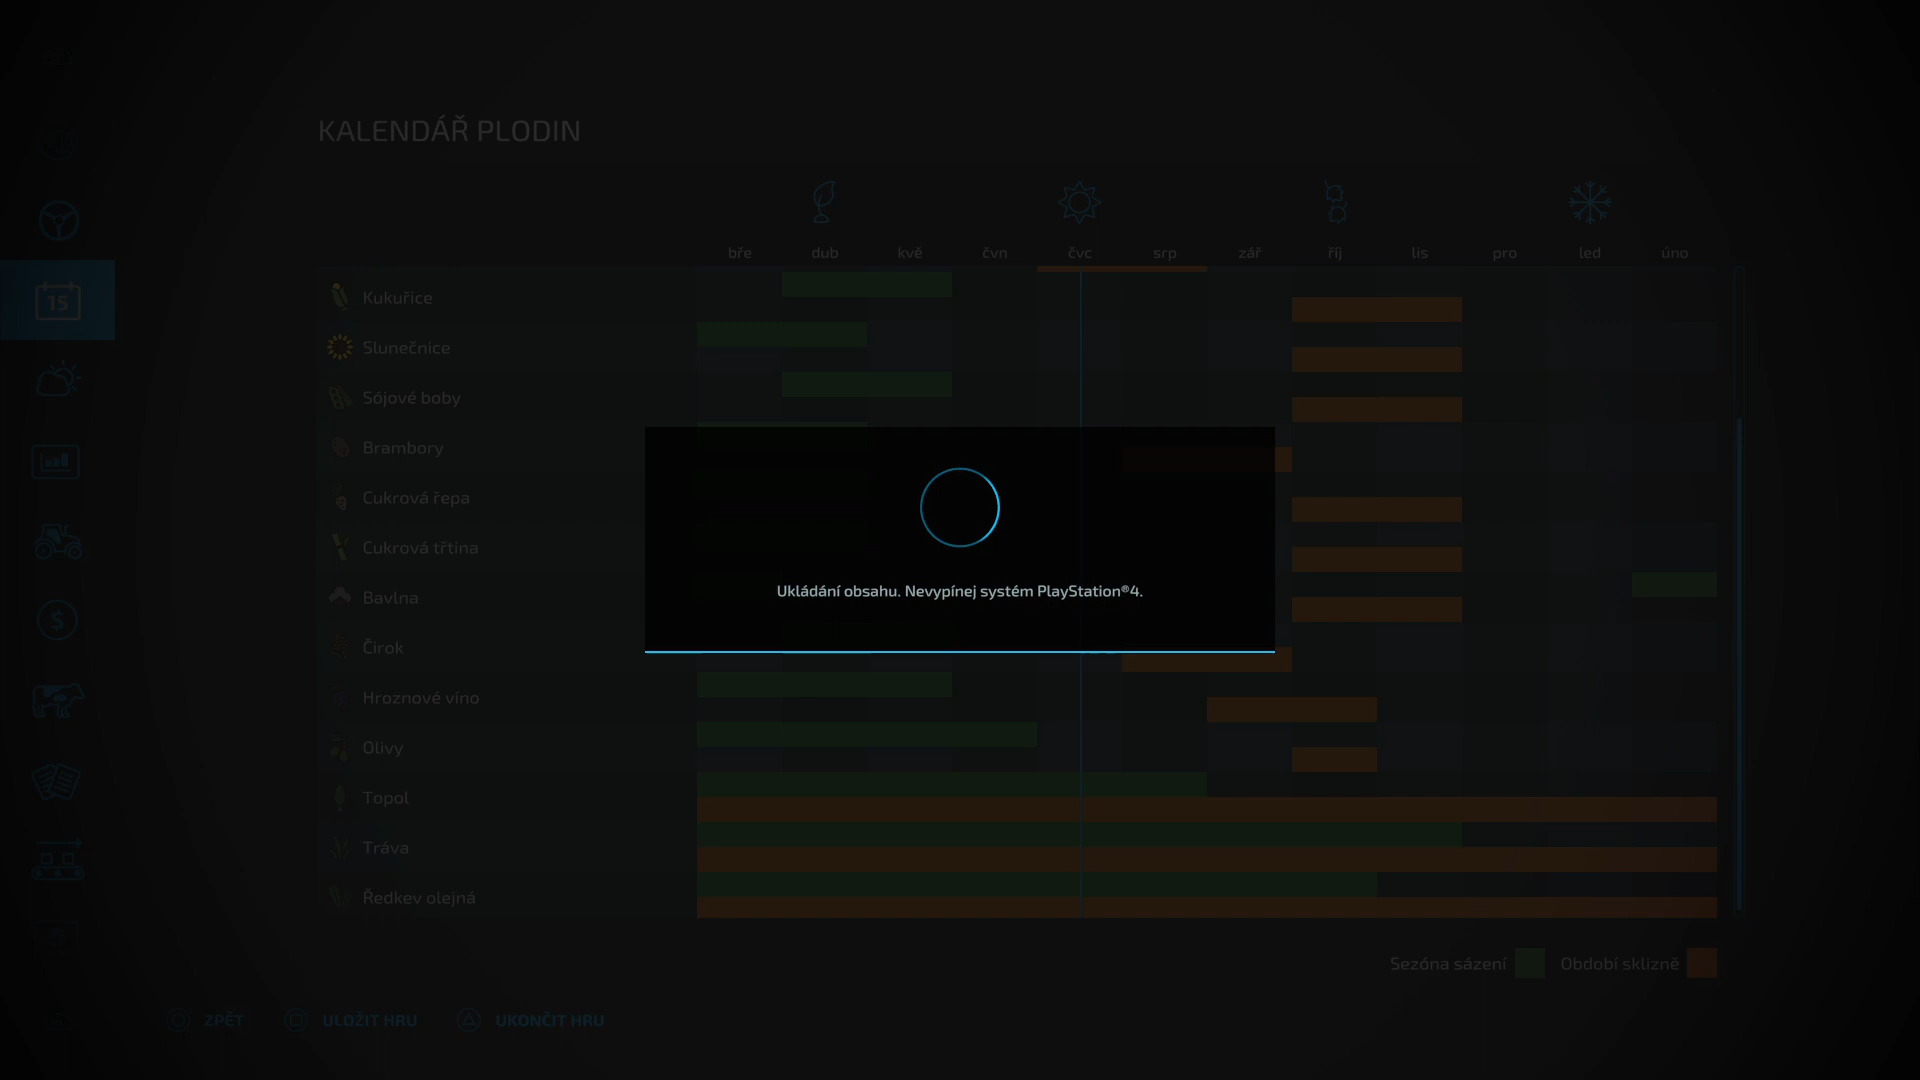 KALENDÁŘ PLODIN
bře dub kvě čvn čvc srp zář říj lis pro led úno
15
Kukuřice
Slunečnice
Sójové boby
Brambory
Cukrová řepa
Cukrová třtina
Bavlna
Čirok
Hroznové víno
Olivy
Topol
Tráva
Ředkev olejná
Ukládání obsahu. Nevypínej systém PlayStation®4.
$
Sezóna sázení Období sklizně
ZPĚT ULOŽIT HRU UKONČIT HRU